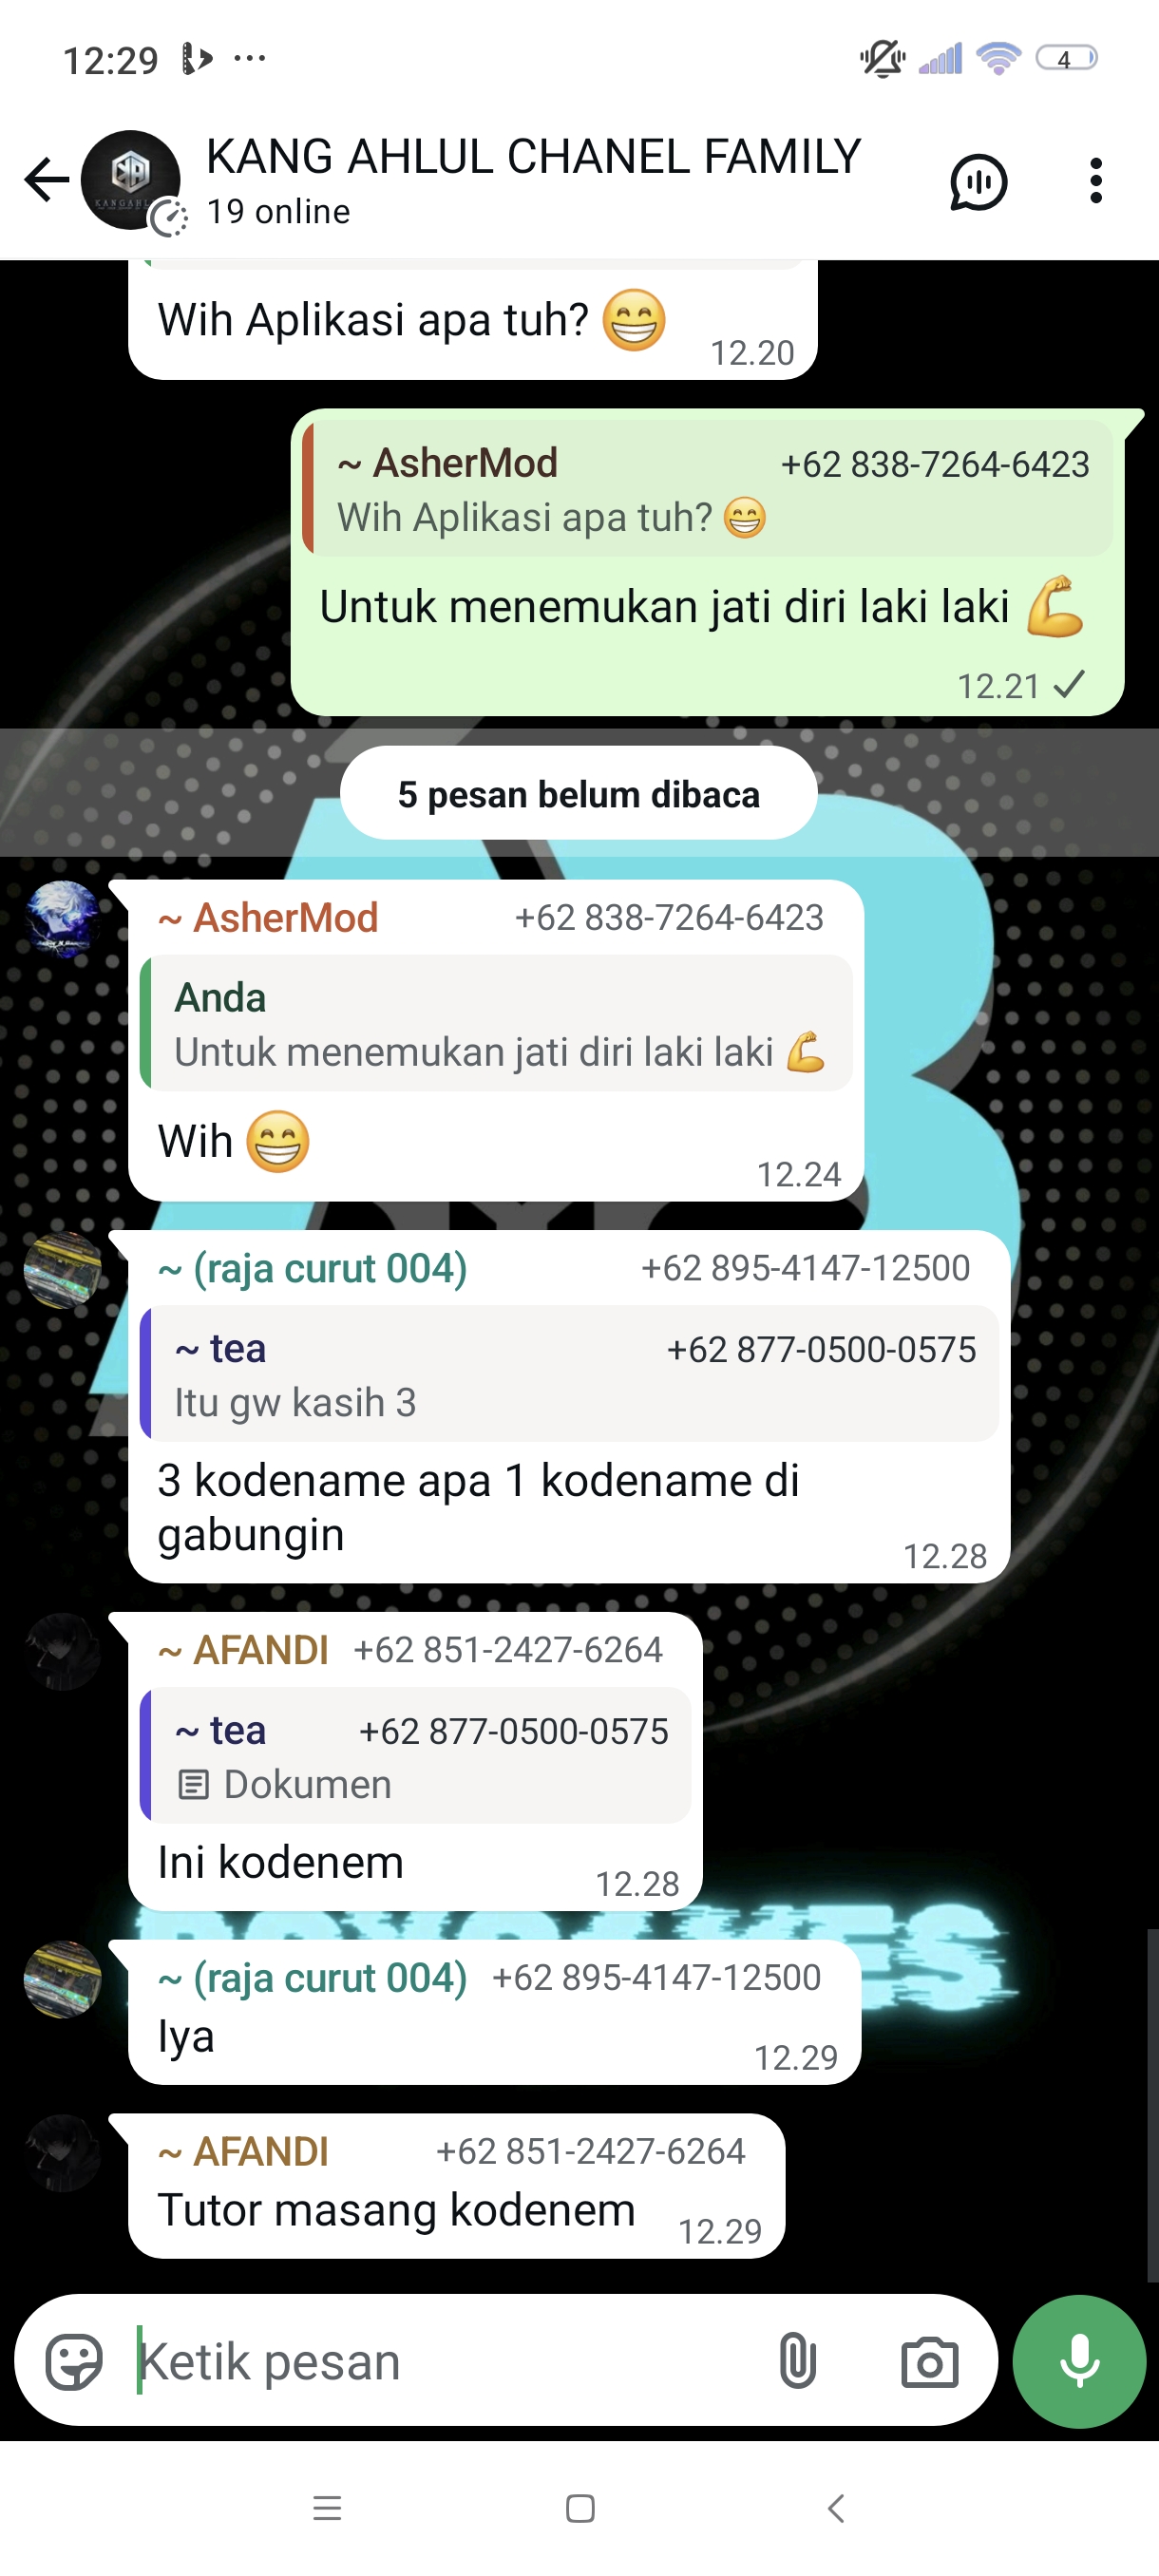 12:29
4
KANG AHLUL CHANEL FAMILY
19 online
Wih Aplikasi apa tuh? 😁
12.20
~ AsherMod +62 838-7264-6423
Wih Aplikasi apa tuh? 😁
Untuk menemukan jati diri laki laki 💪
12.21
5 pesan belum dibaca
~ AsherMod +62 838-7264-6423
Anda
Untuk menemukan jati diri laki laki 💪
Wih 😁
12.24
~ (raja curut 004) +62 895-4147-12500
~ tea +62 877-0500-0575
Itu gw kasih 3
3 kodename apa 1 kodename di
gabungin
12.28
~ AFANDI +62 851-2427-6264
~ tea +62 877-0500-0575
Dokumen
Ini kodenem
12.28
~ (raja curut 004) +62 895-4147-12500
Iya
12.29
~ AFANDI +62 851-2427-6264
Tutor masang kodenem
12.29
Ketik pesan